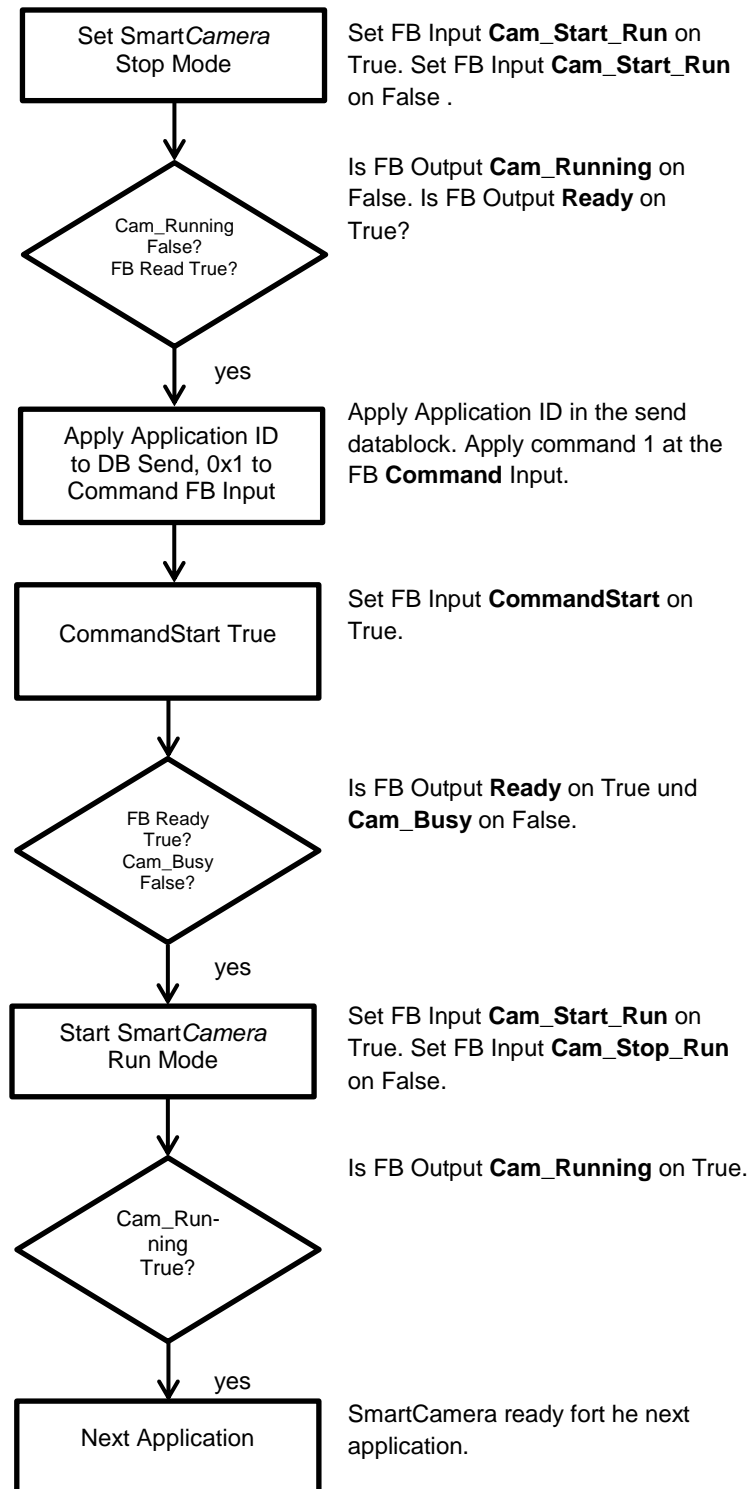 Set SmartCamera
Stop Mode
Set FB Input Cam_Start_Run on
True. Set FB Input Cam_Start_Run
on False .
Cam_Running
False?
FB Read True?
Is FB Output Cam_Running on
False. Is FB Output Ready on
True?
yes
Apply Application ID
to DB Send, 0x1 to
Command FB Input
Apply Application ID in the send
datablock. Apply command 1 at the
FB Command Input.
CommandStart True
Set FB Input CommandStart on
True.
FB Ready
True?
Cam_Busy
False?
Is FB Output Ready on True und
Cam_Busy on False.
yes
Start SmartCamera
Run Mode
Set FB Input Cam_Start_Run on
True. Set FB Input Cam_Stop_Run
on False.
Cam_Run-
ning
True?
Is FB Output Cam_Running on True.
yes
Next Application
SmartCamera ready fort he next
application.